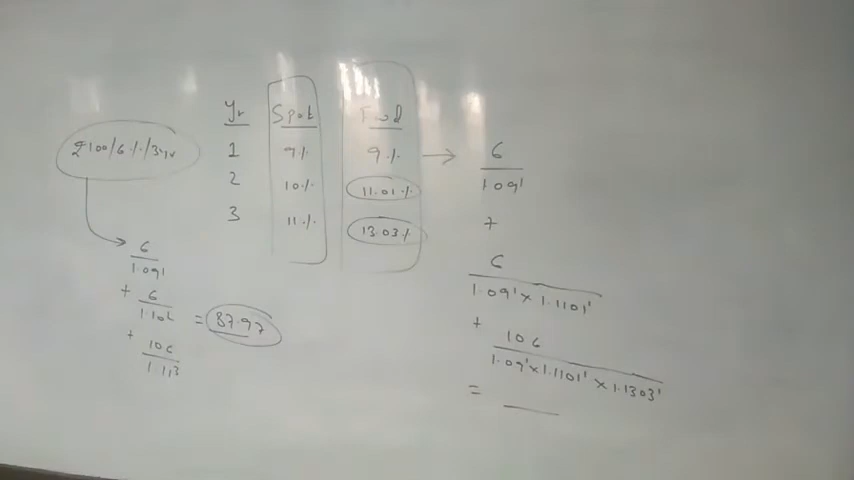 ₹100/6%/3yr
Yr Spot Fwd
1 9% 9% →
2 10% 11.01%
3 11% 13.03%
6
1.09¹
+ 6
1.10²
+ 106
1.11³
= 87.97
6
1.09¹
+
6
1.09¹ × 1.1101¹
+
106
1.09¹ × 1.1101¹ × 1.1303¹
=